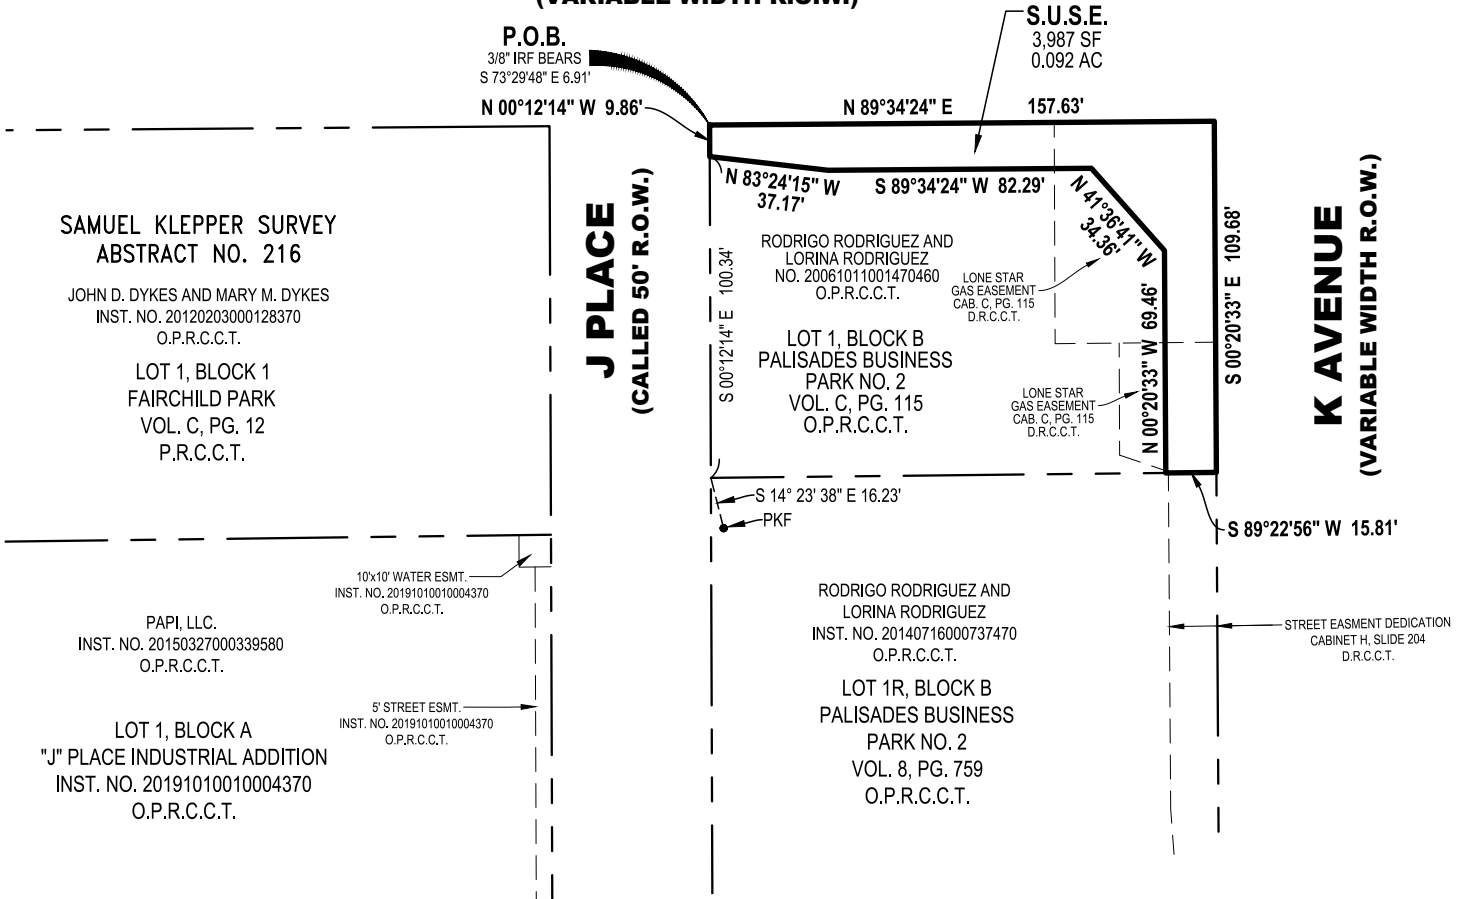 P.O.B.
3/8" IRF BEARS
S 73°29'48" E 6.91'
N 00°12'14" W 9.86'
S.U.S.E.
3,987 SF
0.092 AC
N 89°34'24" E 157.63'
N 83°24'15" W
37.17'
S 89°34'24" W 82.29'
N 41°36'41" W
34.36'
SAMUEL KLEPPER SURVEY
ABSTRACT NO. 216
JOHN D. DYKES AND MARY M. DYKES
INST. NO. 20120203000128370
O.P.R.C.C.T.
LOT 1, BLOCK 1
FAIRCHILD PARK
VOL. C, PG. 12
P.R.C.C.T.
J PLACE
(CALLED 50' R.O.W.)
S 00°12'14" E 100.34'
RODRIGO RODRIGUEZ AND
LORINA RODRIGUEZ
NO. 20061011001470460
O.P.R.C.C.T.
LOT 1, BLOCK B
PALISADES BUSINESS
PARK NO. 2
VOL. C, PG. 115
O.P.R.C.C.T.
LONE STAR
GAS EASEMENT
CAB. C, PG. 115
D.R.C.C.T.
LONE STAR
GAS EASEMENT
CAB. C, PG. 115
D.R.C.C.T.
N 00°20'33" W 69.46'
S 00°20'33" E 109.68'
K AVENUE
(VARIABLE WIDTH R.O.W.)
S 14° 23' 38" E 16.23'
PKF
S 89°22'56" W 15.81'
10'x10' WATER ESMT.
INST. NO. 20191010010004370
O.P.R.C.C.T.
PAPI, LLC.
INST. NO. 20150327000339580
O.P.R.C.C.T.
5' STREET ESMT.
INST. NO. 20191010010004370
O.P.R.C.C.T.
LOT 1, BLOCK A
"J" PLACE INDUSTRIAL ADDITION
INST. NO. 20191010010004370
O.P.R.C.C.T.
RODRIGO RODRIGUEZ AND
LORINA RODRIGUEZ
INST. NO. 20140716000737470
O.P.R.C.C.T.
LOT 1R, BLOCK B
PALISADES BUSINESS
PARK NO. 2
VOL. 8, PG. 759
O.P.R.C.C.T.
STREET EASMENT DEDICATION
CABINET H, SLIDE 204
D.R.C.C.T.